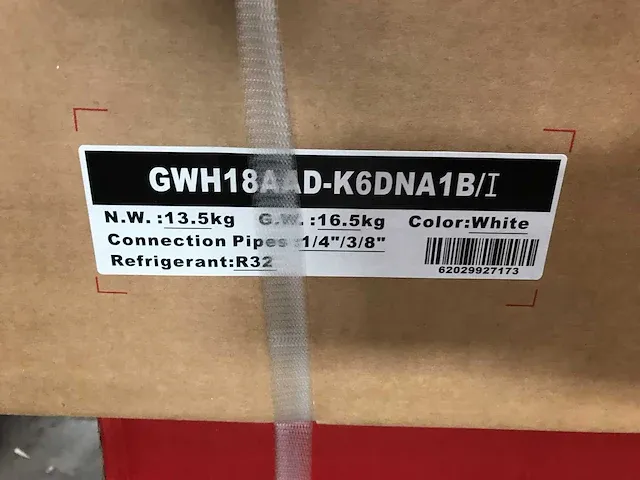 GWH18AAD-K6DNA1B/I
N.W.:13.5kg G.W.:16.5kg Color:White
Connection Pipes:1/4"/3/8"
Refrigerant:R32
62029927173